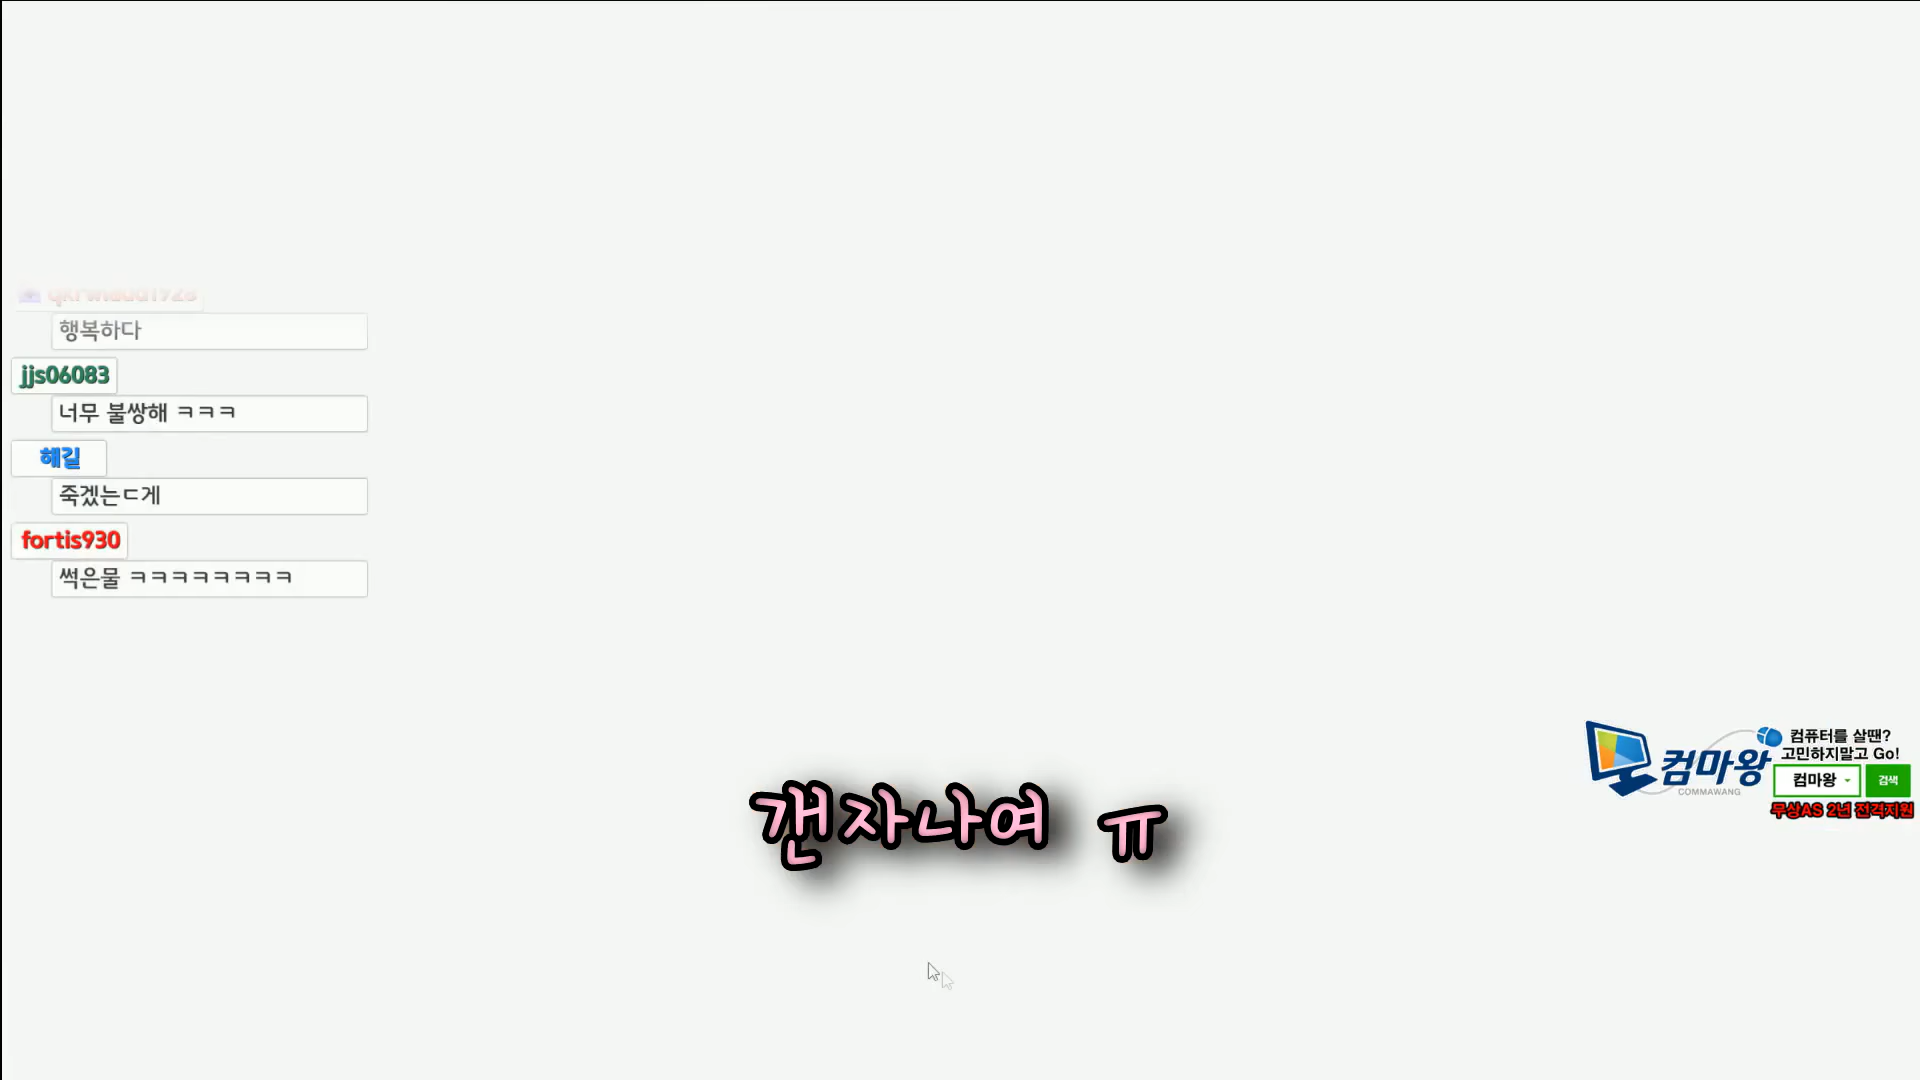 행복하다
jjs06083
너무 불쌍해 ㅋㅋㅋ
해길
죽겠는ㄷ게
fortis930
썩은물 ㅋㅋㅋㅋㅋㅋㅋㅋ
갠자나여 ㅠ
컴마왕
COMMAWANG
컴퓨터를 살땐?
고민하지말고 Go!
컴마왕
검색
무상AS 2년 전격지원